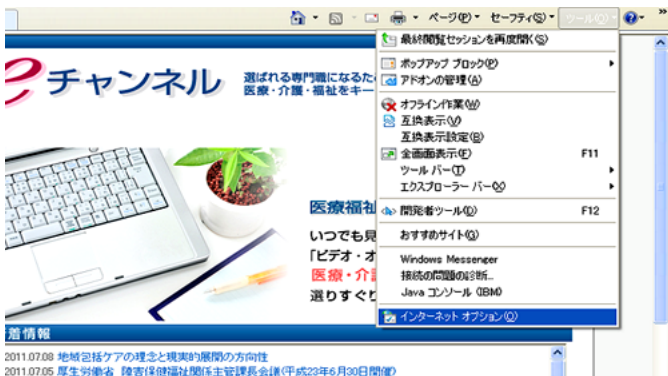 ページ(P) セーフティ(S) ツール(O)
最終閲覧セッションを再度開く(S)
ポップアップ ブロック(P)
アドオンの管理(A)
オフライン作業(W)
互換表示(V)
互換表示設定(B)
全画面表示(F) F11
ツール バー(T)
エクスプローラー バー(X)
開発者ツール(D) F12
おすすめサイト(G)
Windows Messenger
接続の問題の診断...
Java コンソール (IBM)
インターネット オプション(O)
eチャンネル
選ばれる専門職になるた
医療・介護・福祉をキー
医療福祉
いつでも見
「ビデオ・オ
医療・介
選りすぐ
着情報
2011.07.08 地域包括ケアの理念と現実的展開の方向性
2011.07.05 厚生労働省 障害保健福祉関係主管課長会議(平成23年6月30日開催)